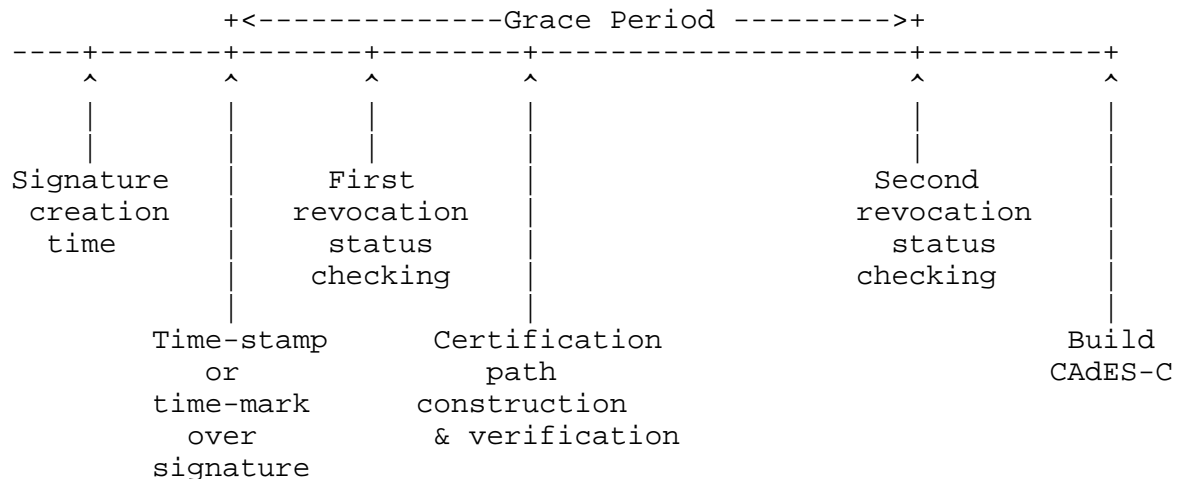 +<--------------Grace Period --------->+
----+-------+-------+--------+---------------------+----------+
^ ^ ^ ^ ^ ^
| | | | | |
| | | | | |
Signature | First | Second |
creation | revocation | revocation |
time | status | status |
| checking | checking |
| | |
Time-stamp Certification Build
or path CAdES-C
time-mark construction
over & verification
signature